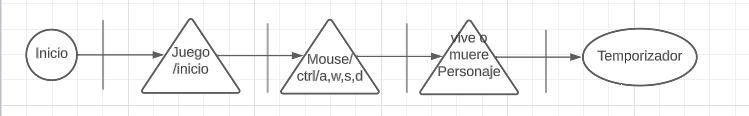 Inicio
Juego
/inicio
Mouse/
ctrl/a,w,s,d
vive o
muere
Personaje
Temporizador